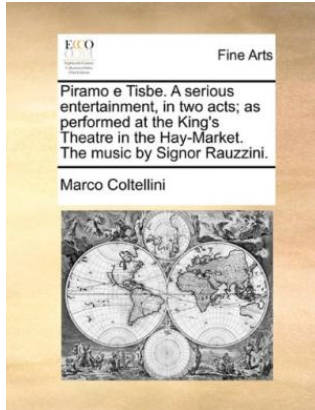 ECCO
Fine Arts
Piramo e Tisbe. A serious
entertainment, in two acts; as
performed at the King's
Theatre in the Hay-Market.
The music by Signor Rauzzini.
Marco Coltellini